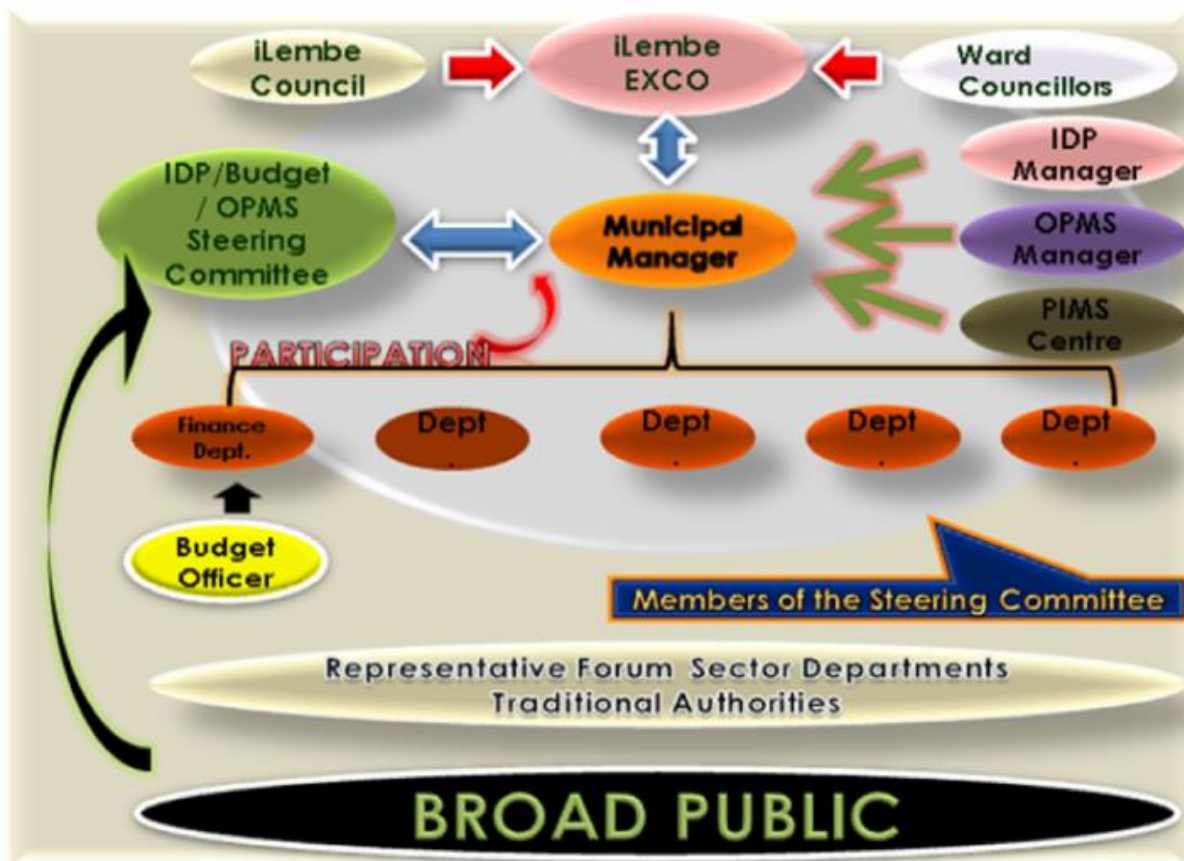 iLembe
Council
iLembe
EXCO
Ward
Councillors
IDP
Manager
IDP/Budget
/ OPMS
Steering
Committee
Municipal
Manager
OPMS
Manager
PIMS
Centre
PARTICIPATION
Finance
Dept.
Dept
.
Dept
.
Dept
.
Dept
.
Budget
Officer
Members of the Steering Committee
Representative Forum Sector Departments
Traditional Authorities
BROAD PUBLIC